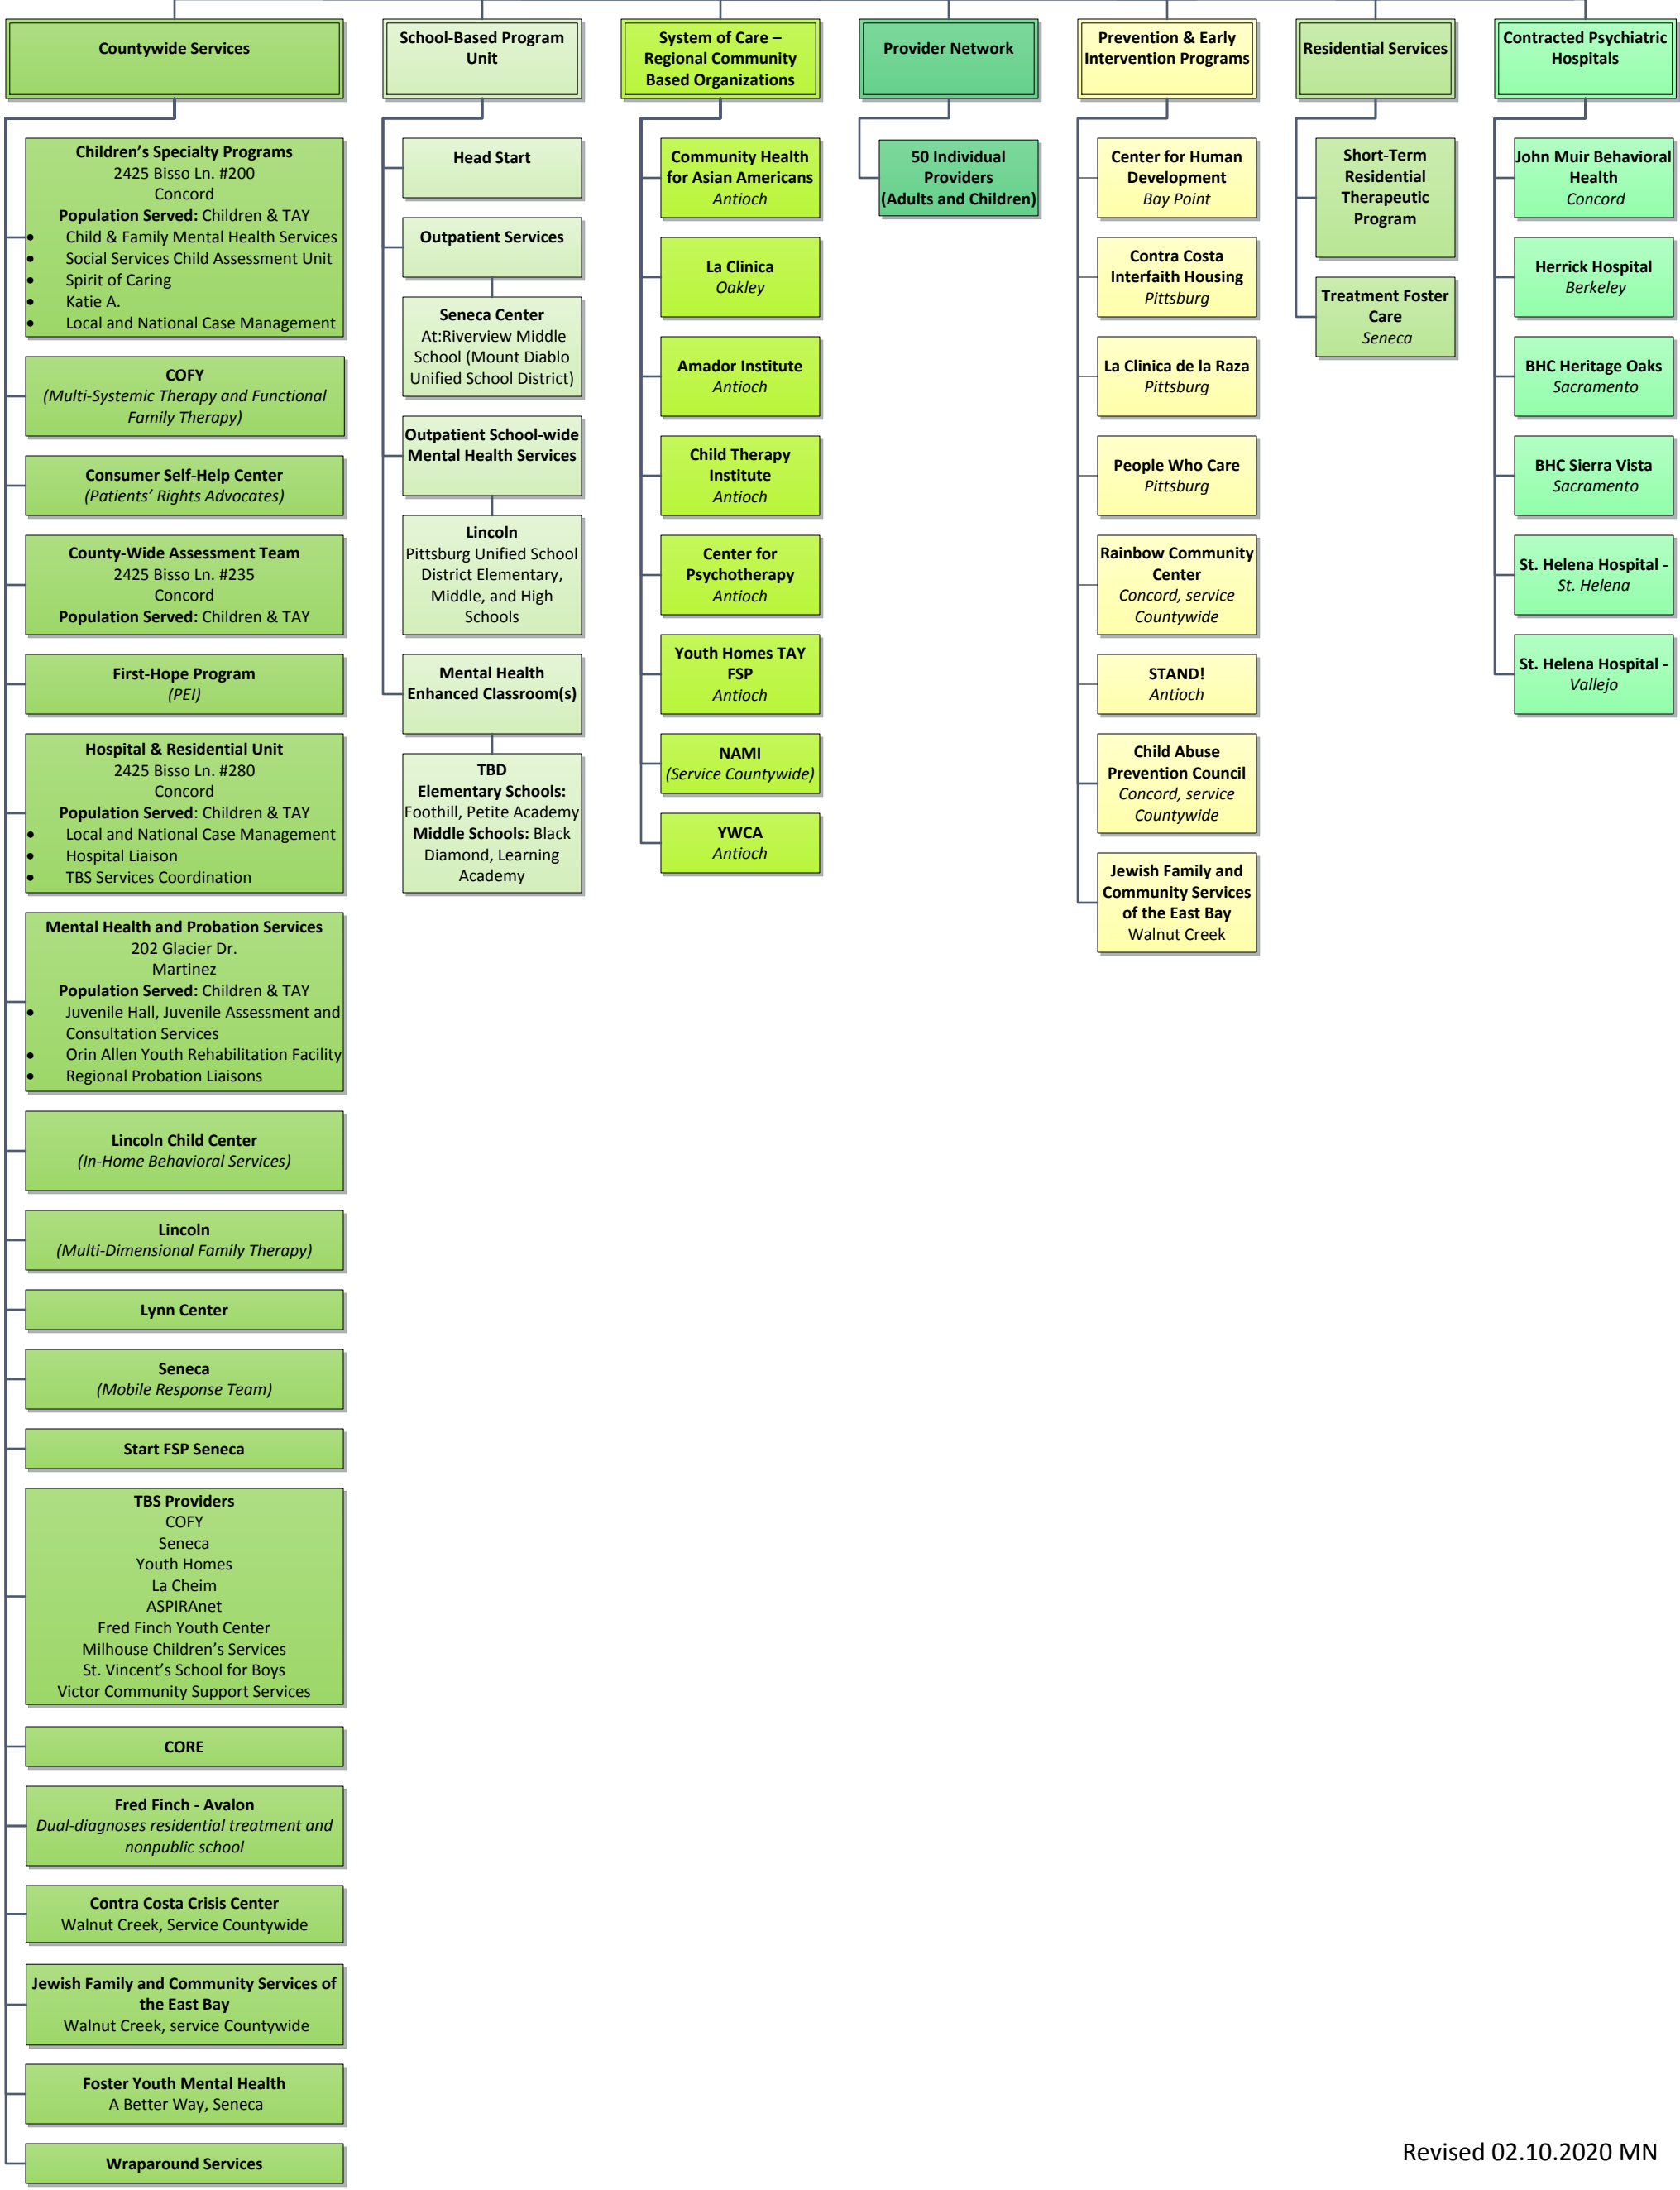 Countywide Services
School-Based Program
Unit
System of Care –
Regional Community
Based Organizations
Provider Network
Prevention & Early
Intervention Programs
Residential Services
Contracted Psychiatric
Hospitals
Children's Specialty Programs
2425 Bisso Ln. #200
Concord
Population Served: Children & TAY
• Child & Family Mental Health Services
• Social Services Child Assessment Unit
• Spirit of Caring
• Katie A.
• Local and National Case Management
COFY
(Multi-Systemic Therapy and Functional
Family Therapy)
Consumer Self-Help Center
(Patients' Rights Advocates)
County-Wide Assessment Team
2425 Bisso Ln. #235
Concord
Population Served: Children & TAY
First-Hope Program
(PEI)
Hospital & Residential Unit
2425 Bisso Ln. #280
Concord
Population Served: Children & TAY
• Local and National Case Management
• Hospital Liaison
• TBS Services Coordination
Mental Health and Probation Services
202 Glacier Dr.
Martinez
Population Served: Children & TAY
• Juvenile Hall, Juvenile Assessment and
Consultation Services
• Orin Allen Youth Rehabilitation Facility
• Regional Probation Liaisons
Lincoln Child Center
(In-Home Behavioral Services)
Lincoln
(Multi-Dimensional Family Therapy)
Lynn Center
Seneca
(Mobile Response Team)
Start FSP Seneca
TBS Providers
COFY
Seneca
Youth Homes
La Cheim
ASPIRAnet
Fred Finch Youth Center
Milhouse Children's Services
St. Vincent's School for Boys
Victor Community Support Services
CORE
Fred Finch - Avalon
Dual-diagnoses residential treatment and
nonpublic school
Contra Costa Crisis Center
Walnut Creek, Service Countywide
Jewish Family and Community Services of
the East Bay
Walnut Creek, service Countywide
Foster Youth Mental Health
A Better Way, Seneca
Wraparound Services
Head Start
Outpatient Services
Seneca Center
At:Riverview Middle
School (Mount Diablo
Unified School District)
Outpatient School-wide
Mental Health Services
Lincoln
Pittsburg Unified School
District Elementary,
Middle, and High
Schools
Mental Health
Enhanced Classroom(s)
TBD
Elementary Schools:
Foothill, Petite Academy
Middle Schools: Black
Diamond, Learning
Academy
Community Health
for Asian Americans
Antioch
La Clinica
Oakley
Amador Institute
Antioch
Child Therapy
Institute
Antioch
Center for
Psychotherapy
Antioch
Youth Homes TAY
FSP
Antioch
NAMI
(Service Countywide)
YWCA
Antioch
50 Individual
Providers
(Adults and Children)
Center for Human
Development
Bay Point
Contra Costa
Interfaith Housing
Pittsburg
La Clinica de la Raza
Pittsburg
People Who Care
Pittsburg
Rainbow Community
Center
Concord, service
Countywide
STAND!
Antioch
Child Abuse
Prevention Council
Concord, service
Countywide
Jewish Family and
Community Services
of the East Bay
Walnut Creek
Short-Term
Residential
Therapeutic
Program
Treatment Foster
Care
Seneca
John Muir Behavioral
Health
Concord
Herrick Hospital
Berkeley
BHC Heritage Oaks
Sacramento
BHC Sierra Vista
Sacramento
St. Helena Hospital -
St. Helena
St. Helena Hospital -
Vallejo
Revised 02.10.2020 MN